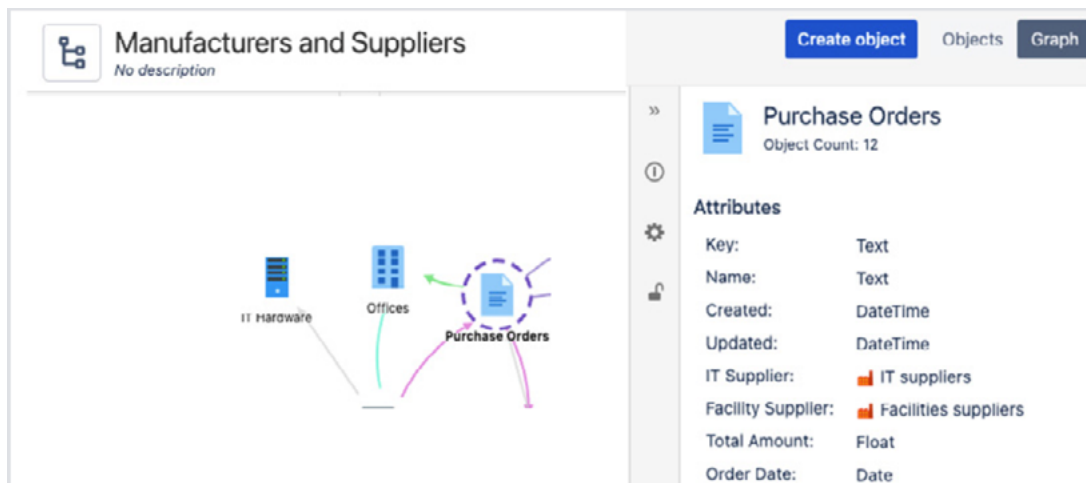 Manufacturers and Suppliers
No description
Create object
Objects
Graph
Purchase Orders
Object Count: 12
Attributes
Key: Text
Name: Text
Created: DateTime
Updated: DateTime
IT Supplier: IT suppliers
Facility Supplier: Facilities suppliers
Total Amount: Float
Order Date: Date
IT Hardware
Offices
Purchase Orders